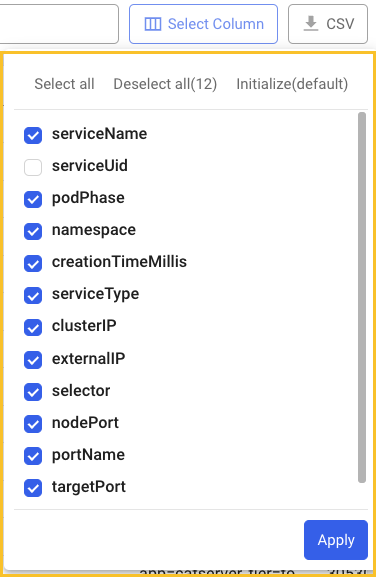 Select Column CSV
Select all Deselect all(12) Initialize(default)
serviceName
serviceUid
podPhase
namespace
creationTimeMillis
serviceType
clusterIP
externalIP
selector
nodePort
portName
targetPort
Apply